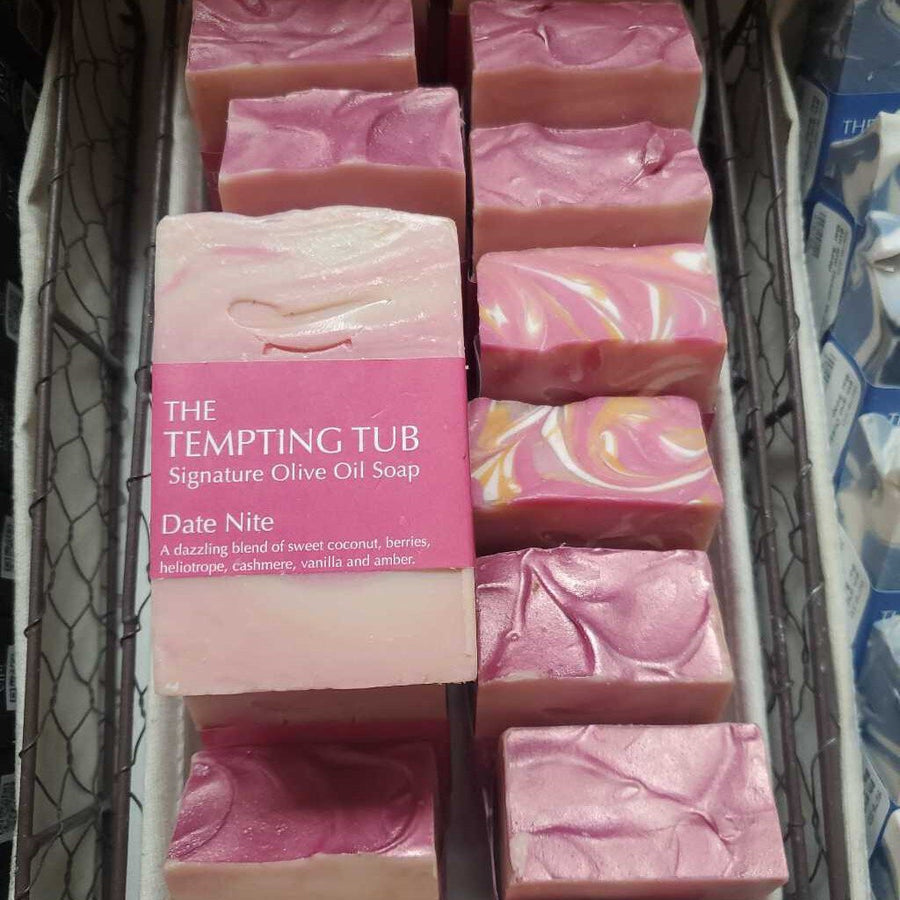 THE
TEMPTING TUB
Signature Olive Oil Soap
Date Nite
A dazzling blend of sweet coconut, berries,
heliotrope, cashmere, vanilla and amber.
THE